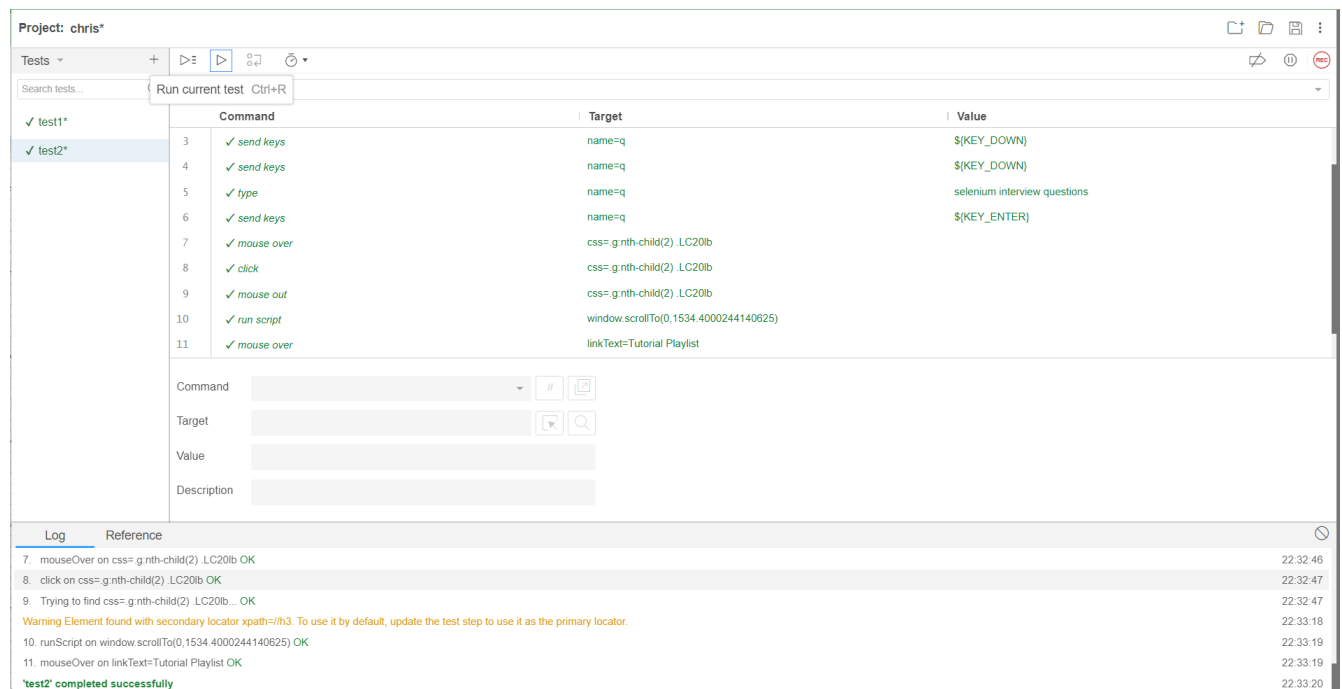 Project: chris*
Tests
Search tests...
Run current test Ctrl+R
REC
✓ test1*
✓ test2*
Command Target Value
3 ✓ send keys name=q ${KEY_DOWN}
4 ✓ send keys name=q ${KEY_DOWN}
5 ✓ type name=q selenium interview questions
6 ✓ send keys name=q ${KEY_ENTER}
7 ✓ mouse over css=.g:nth-child(2) .LC20lb
8 ✓ click css=.g:nth-child(2) .LC20lb
9 ✓ mouse out css=.g:nth-child(2) .LC20lb
10 ✓ run script window.scrollTo(0,1534.4000244140625)
11 ✓ mouse over linkText=Tutorial Playlist
Command //
Target
Value
Description
Log Reference
7. mouseOver on css=.g:nth-child(2) .LC20lb OK 22:32:46
8. click on css=.g:nth-child(2) .LC20lb OK 22:32:47
9. Trying to find css=.g:nth-child(2) .LC20lb... OK 22:32:47
Warning Element found with secondary locator xpath=//h3. To use it by default, update the test step to use it as the primary locator. 22:33:18
10. runScript on window.scrollTo(0,1534.4000244140625) OK 22:33:19
11. mouseOver on linkText=Tutorial Playlist OK 22:33:19
'test2' completed successfully 22:33:20